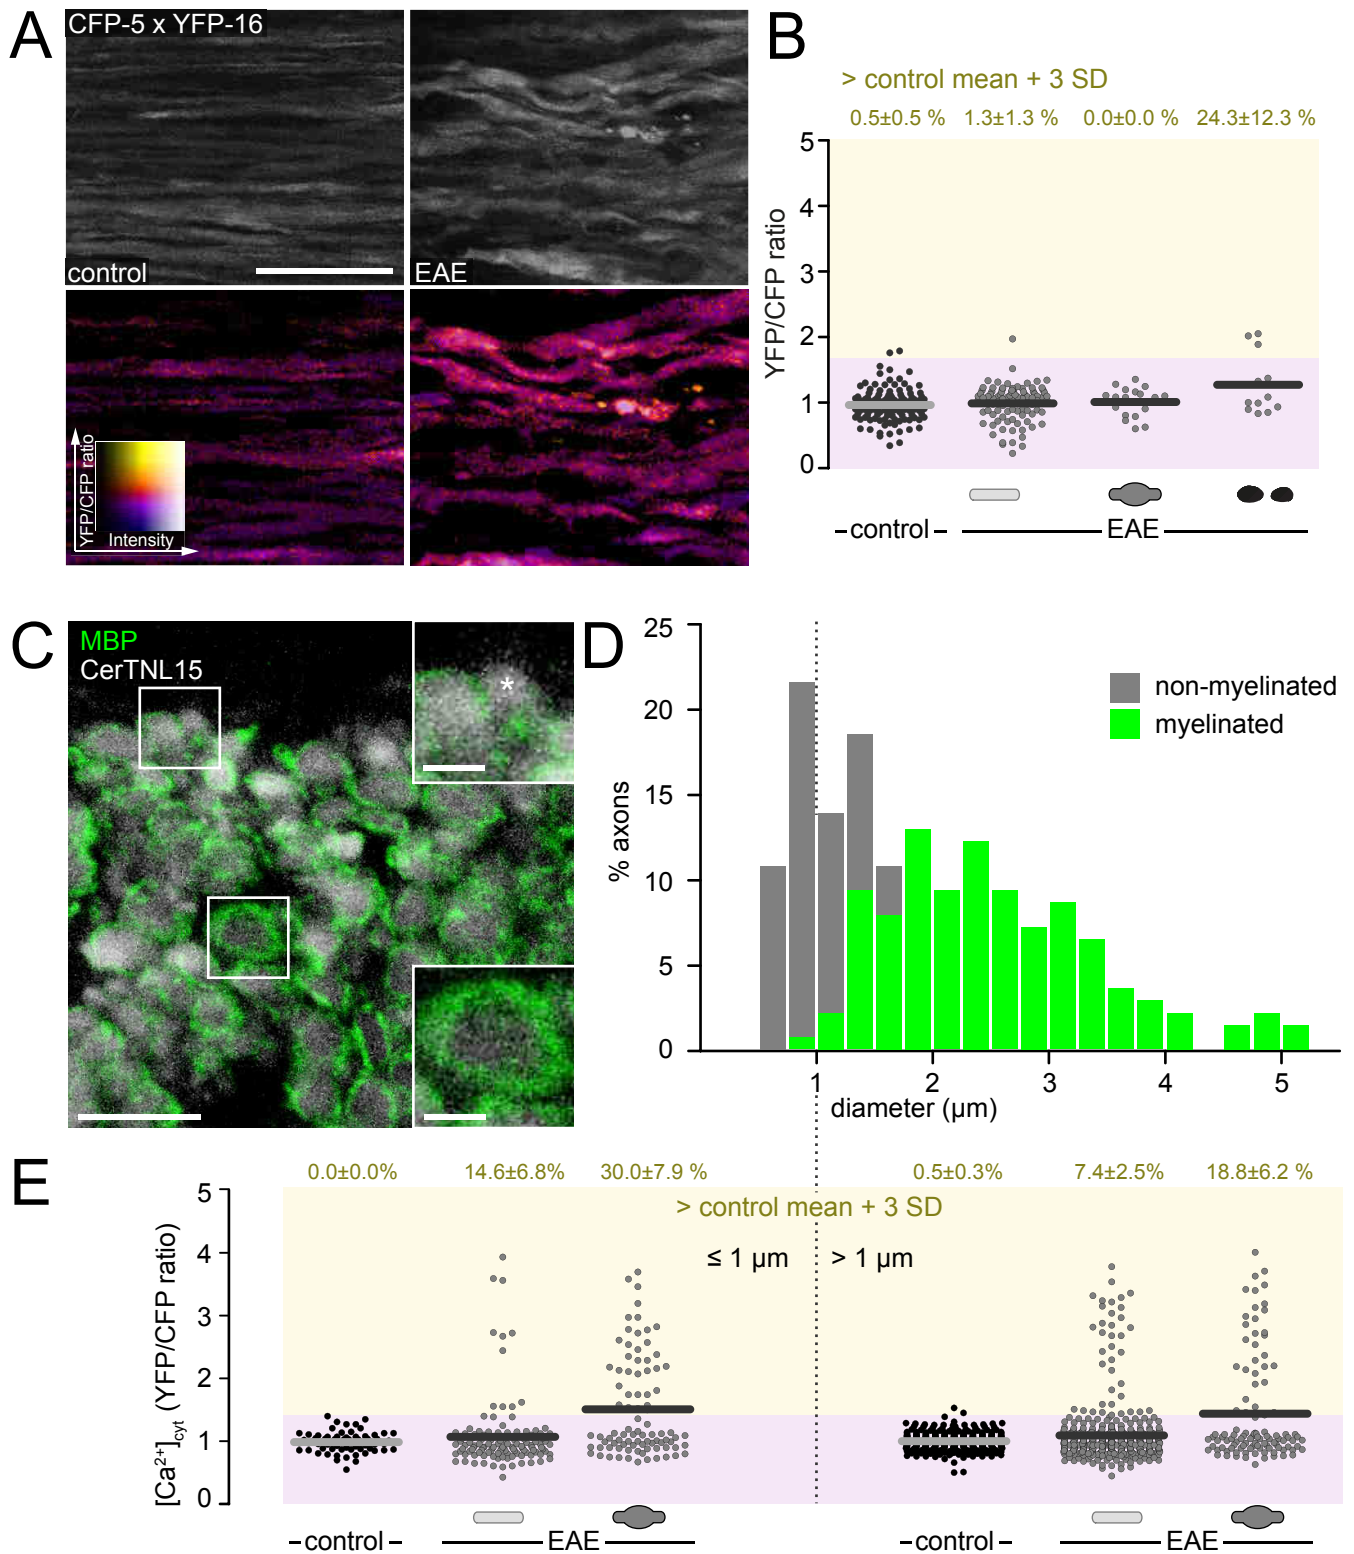 A
CFP-5 x YFP-16
control
EAE
YFP/CFP ratio
Intensity
B
> control mean + 3 SD
0.5±0.5 %
1.3±1.3 %
0.0±0.0 %
24.3±12.3 %
YFP/CFP ratio
5
4
3
2
1
0
control
EAE
C
MBP
CerTNL15
*
D
% axons
25
20
15
10
5
0
non-myelinated
myelinated
1
2
3
4
5
diameter (µm)
E
0.0±0.0%
14.6±6.8%
30.0±7.9 %
0.5±0.3%
7.4±2.5%
18.8±6.2 %
> control mean + 3 SD
≤ 1 µm
> 1 µm
[Ca²⁺]cyt (YFP/CFP ratio)
5
4
3
2
1
0
control
EAE
control
EAE